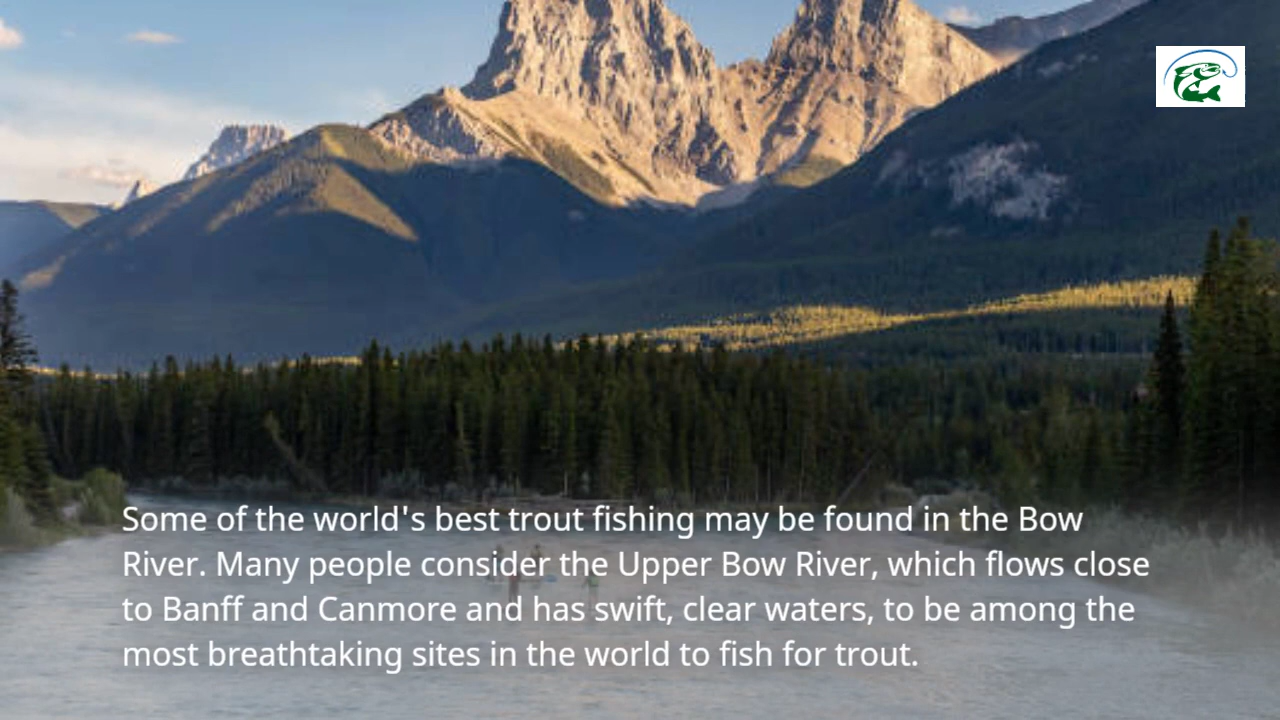 Some of the world's best trout fishing may be found in the Bow
River. Many people consider the Upper Bow River, which flows close
to Banff and Canmore and has swift, clear waters, to be among the
most breathtaking sites in the world to fish for trout.